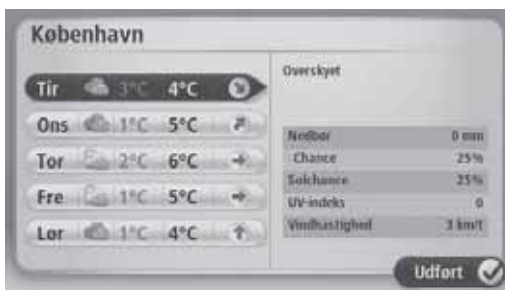 København
Tir 3°C 4°C
Ons 1°C 5°C
Tor 2°C 6°C
Fre 1°C 5°C
Lør 1°C 4°C
Overskyet
Nedbør 0 mm
Chance 25%
Solchance 25%
UV-indeks 0
Vindhastighed 3 km/t
Udført